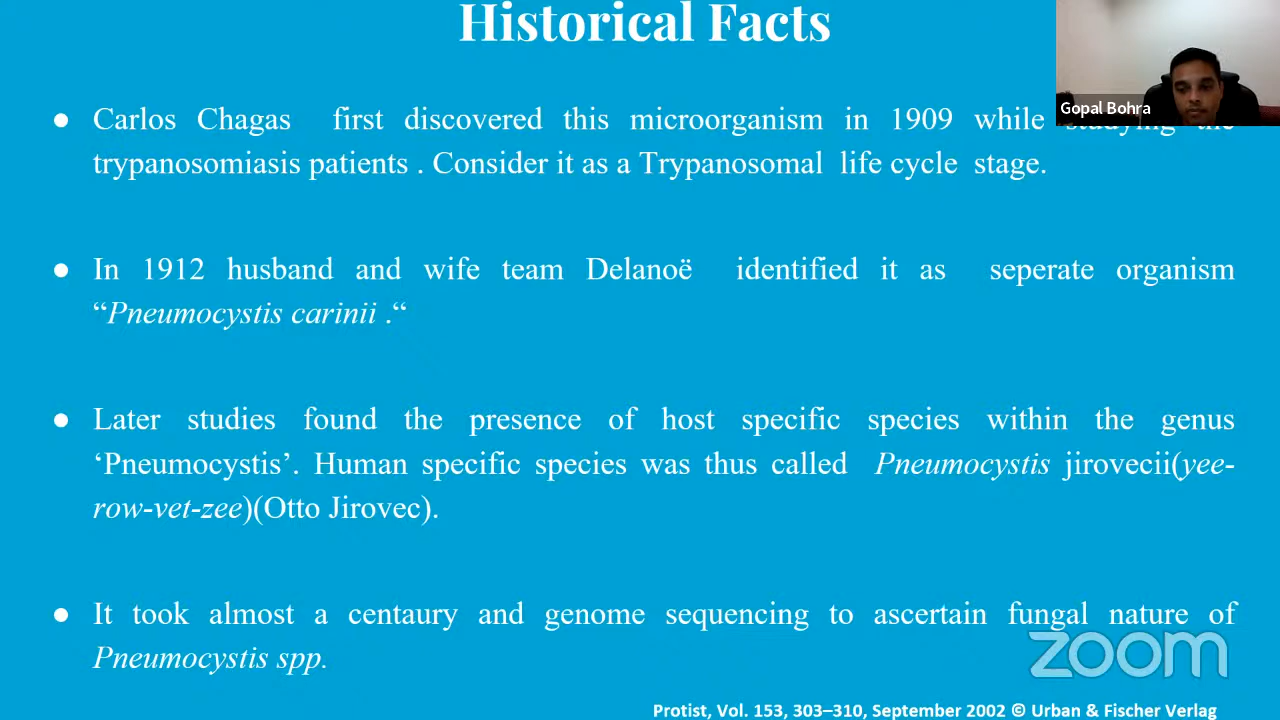 Historical Facts
Gopal Bohra
● Carlos Chagas first discovered this microorganism in 1909 while studying the
trypanosomiasis patients . Consider it as a Trypanosomal life cycle stage.
● In 1912 husband and wife team Delanoë identified it as seperate organism
“Pneumocystis carinii .“
● Later studies found the presence of host specific species within the genus
‘Pneumocystis’. Human specific species was thus called Pneumocystis jirovecii(yee-
row-vet-zee)(Otto Jirovec).
● It took almost a centaury and genome sequencing to ascertain fungal nature of
Pneumocystis spp.
zoom
Protist, Vol. 153, 303–310, September 2002 © Urban & Fischer Verlag